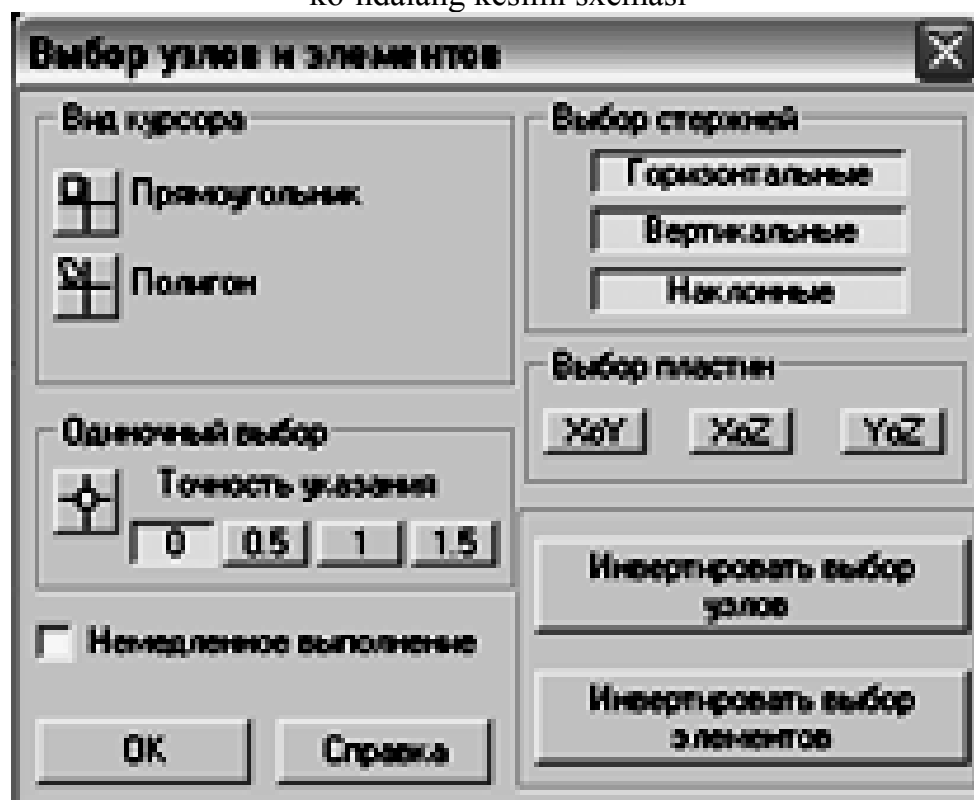 ko‘ndalang kesimi sxemasi
Выбор узлов и элементов
Вид курсора
Прямоугольник
Полигон
Одиночный выбор
Точность указания
0 0.5 1 1.5
Немедленное выполнение
OK Справка
Выбор стержней
Горизонтальные
Вертикальные
Наклонные
Выбор пластин
XoY XoZ YoZ
Инвертировать выбор
узлов
Инвертировать выбор
элементов